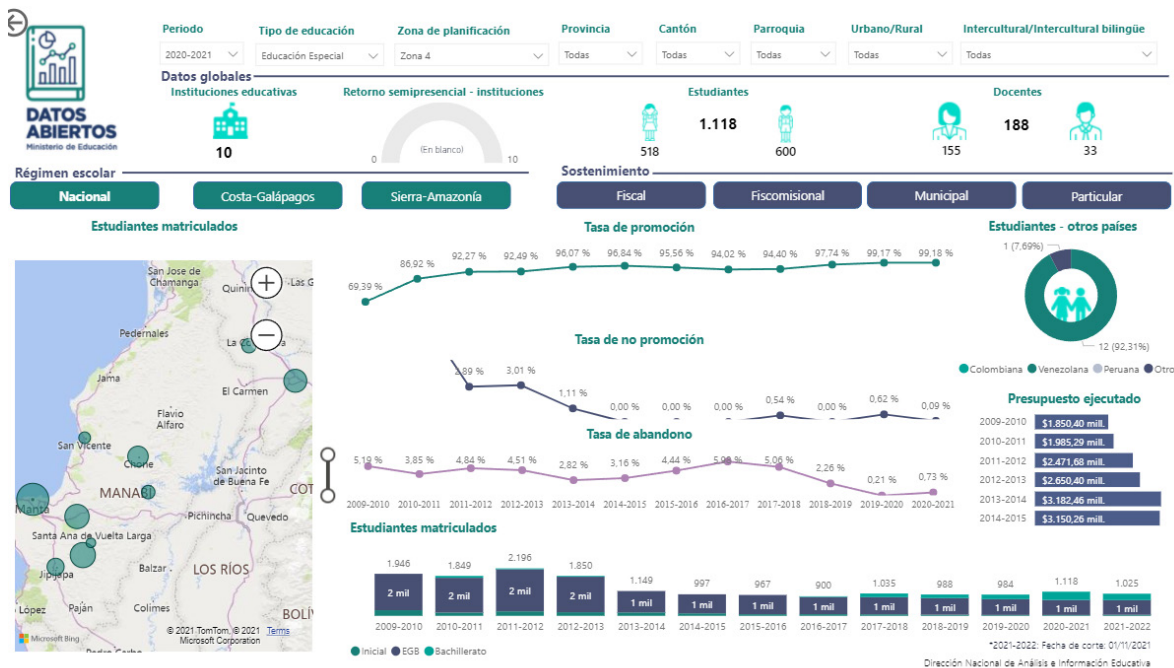 Periodo
Tipo de educación
Zona de planificación
Provincia
Cantón
Parroquia
Urbano/Rural
Intercultural/Intercultural bilingüe
2020-2021
Educación Especial
Zona 4
Todas
Todas
Todas
Todas
Todas
DATOS
ABIERTOS
Ministerio de Educación
Datos globales
Instituciones educativas
10
Retorno semipresencial - instituciones
(En blanco)
0
10
Estudiantes
1.118
518
600
Docentes
188
155
33
Régimen escolar
Nacional
Costa-Galápagos
Sierra-Amazonía
Sostenimiento
Fiscal
Fiscomisional
Municipal
Particular
Estudiantes matriculados
San Jose de
Chamanga
Pedernales
Jama
El Carmen
Flavio
Alfaro
San Vicente
Chone
San Jacinto
de Buena Fe
MANABÍ
Manta
Pichincha
Quevedo
Santa Ana de Vuelta Larga
Balzar
LOS RÍOS
Jipijapa
Paján
Colimes
López
Microsoft Bing
© 2021 TomTom, © 2021
Microsoft Corporation
Terms
Tasa de promoción
69,39 %
86,92 %
92,27 %
92,49 %
96,07 %
96,84 %
95,56 %
94,02 %
94,40 %
97,74 %
99,17 %
99,18 %
Tasa de no promoción
3,01 %
1,11 %
0,00 %
0,00 %
0,00 %
0,54 %
0,00 %
0,62 %
0,09 %
Tasa de abandono
5,19 %
3,85 %
4,84 %
4,51 %
2,82 %
3,16 %
4,44 %
5,06 %
2,26 %
0,21 %
0,73 %
2009-2010 2010-2011 2011-2012 2012-2013 2013-2014 2014-2015 2015-2016 2016-2017 2017-2018 2018-2019 2019-2020 2020-2021
Estudiantes - otros países
1 (7,69%)
12 (92,31%)
Colombiana Venezolana Peruana Otro
Presupuesto ejecutado
2009-2010 $1.850,40 mill.
2010-2011 $1.985,29 mill.
2011-2012 $2.471,68 mill.
2012-2013 $2.650,40 mill.
2013-2014 $3.182,46 mill.
2014-2015 $3.150,26 mill.
Estudiantes matriculados
1.946 1.849 2.196 1.850 1.149 997 967 900 1.035 988 984 1.118 1.025
2 mil 2 mil 2 mil 2 mil 1 mil 1 mil 1 mil 1 mil 1 mil 1 mil 1 mil 1 mil 1 mil
2009-2010 2010-2011 2011-2012 2012-2013 2013-2014 2014-2015 2015-2016 2016-2017 2017-2018 2018-2019 2019-2020 2020-2021 2021-2022
Inicial EGB Bachillerato
*2021-2022: Fecha de corte: 01/11/2021
Dirección Nacional de Análisis e Información Educativa